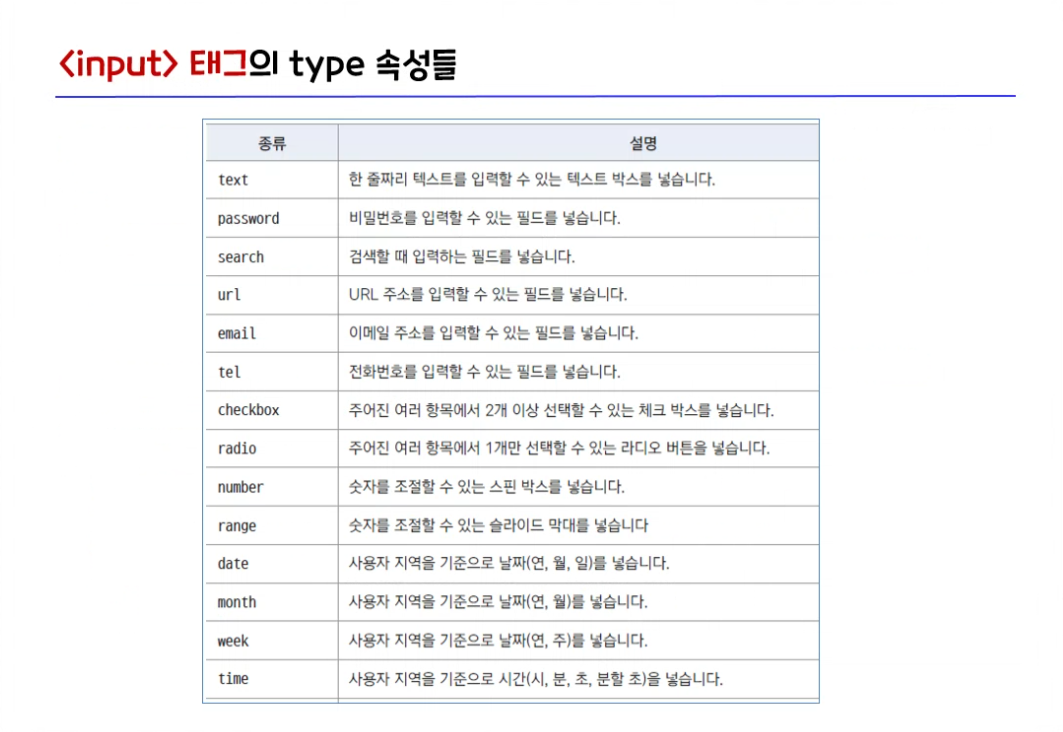 <input> 태그의 type 속성들
종류 설명
text 한 줄짜리 텍스트를 입력할 수 있는 텍스트 박스를 넣습니다.
password 비밀번호를 입력할 수 있는 필드를 넣습니다.
search 검색할 때 입력하는 필드를 넣습니다.
url URL 주소를 입력할 수 있는 필드를 넣습니다.
email 이메일 주소를 입력할 수 있는 필드를 넣습니다.
tel 전화번호를 입력할 수 있는 필드를 넣습니다.
checkbox 주어진 여러 항목에서 2개 이상 선택할 수 있는 체크 박스를 넣습니다.
radio 주어진 여러 항목에서 1개만 선택할 수 있는 라디오 버튼을 넣습니다.
number 숫자를 조절할 수 있는 스핀 박스를 넣습니다.
range 숫자를 조절할 수 있는 슬라이드 막대를 넣습니다
date 사용자 지역을 기준으로 날짜(연, 월, 일)를 넣습니다.
month 사용자 지역을 기준으로 날짜(연, 월)를 넣습니다.
week 사용자 지역을 기준으로 날짜(연, 주)를 넣습니다.
time 사용자 지역을 기준으로 시간(시, 분, 초, 분할 초)을 넣습니다.